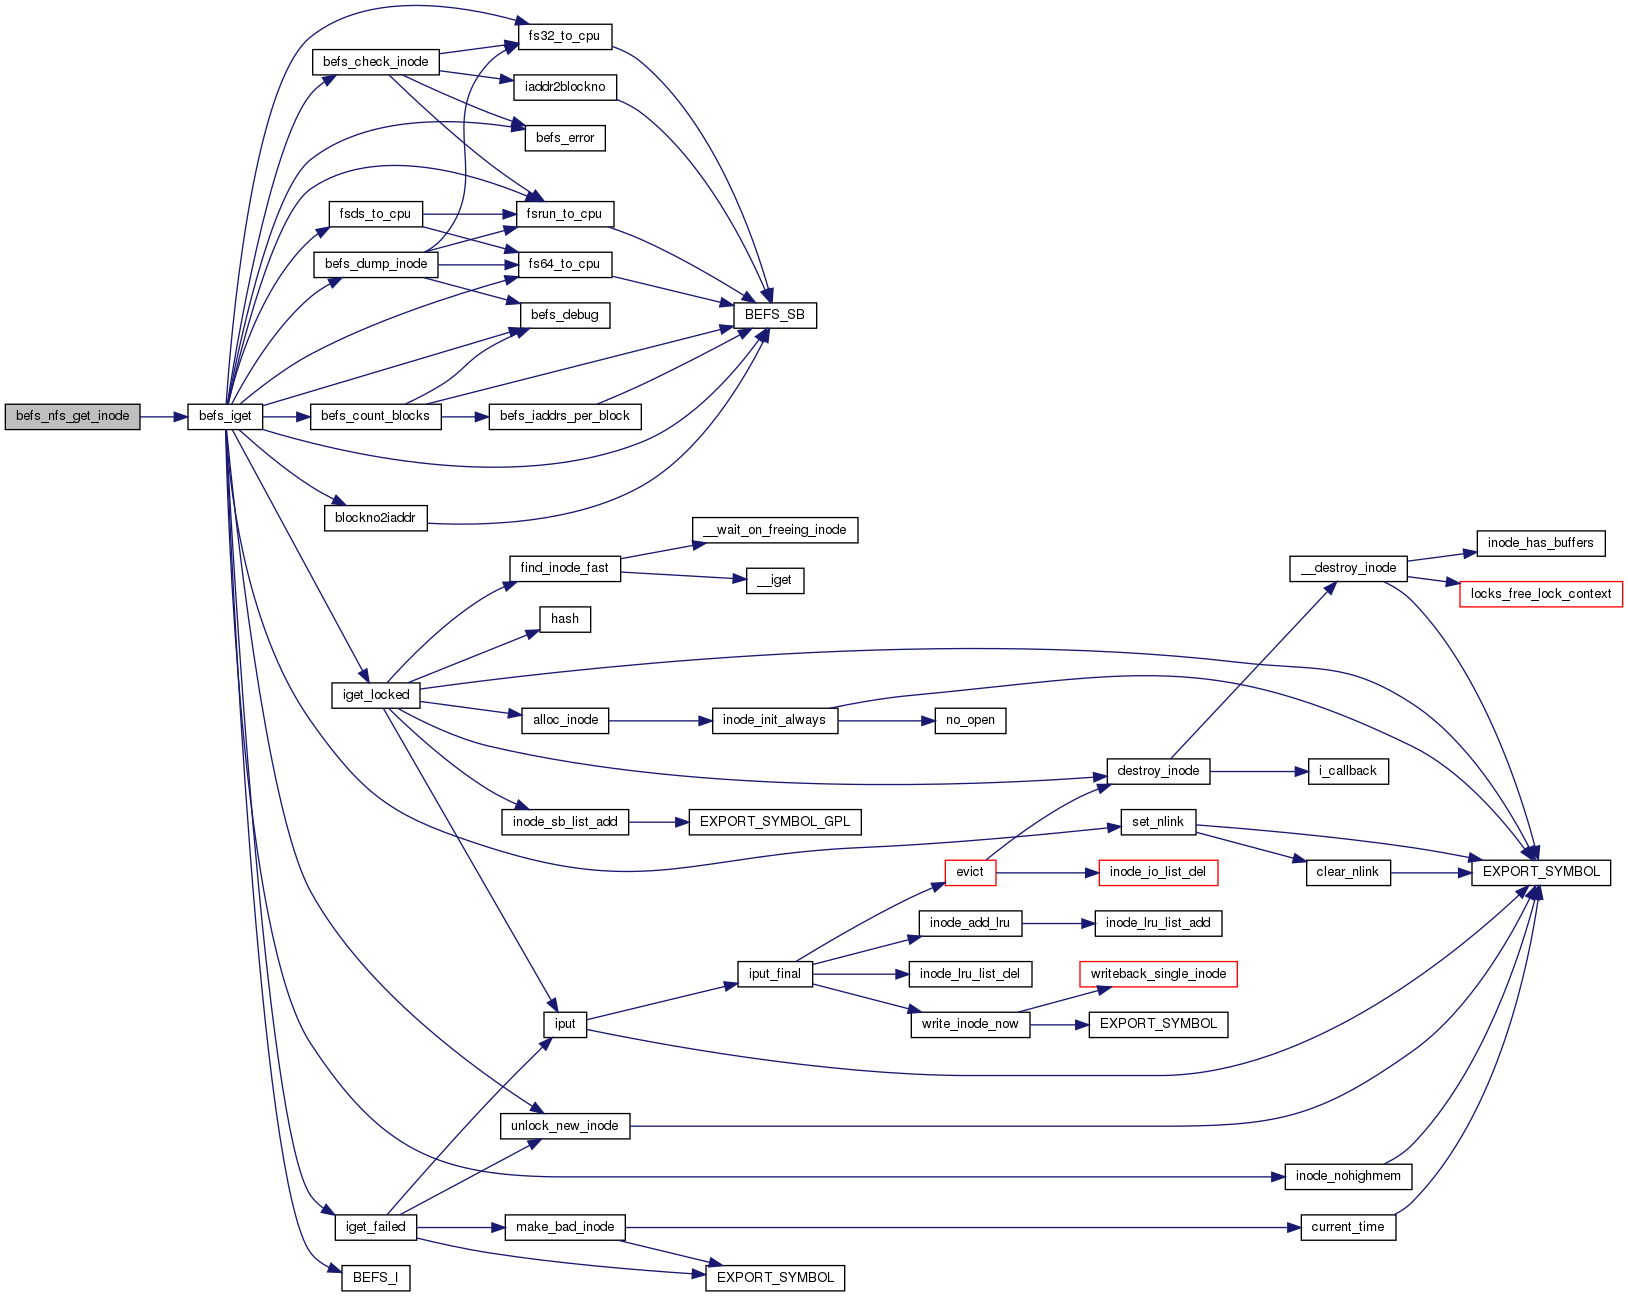 fs32_to_cpu
befs_check_inode
iaddr2blockno
befs_error
fsds_to_cpu
fsrun_to_cpu
befs_dump_inode
fs64_to_cpu
befs_debug
BEFS_SB
befs_nfs_get_inode
befs_iget
befs_count_blocks
befs_iaddrs_per_block
blockno2iaddr
__wait_on_freeing_inode
inode_has_buffers
find_inode_fast
__destroy_inode
__iget
locks_free_lock_context
hash
iget_locked
alloc_inode
inode_init_always
no_open
destroy_inode
i_callback
inode_sb_list_add
EXPORT_SYMBOL_GPL
set_nlink
evict
inode_io_list_del
clear_nlink
EXPORT_SYMBOL
inode_add_lru
inode_lru_list_add
iput_final
inode_lru_list_del
writeback_single_inode
iput
write_inode_now
EXPORT_SYMBOL
unlock_new_inode
inode_nohighmem
iget_failed
make_bad_inode
current_time
BEFS_I
EXPORT_SYMBOL